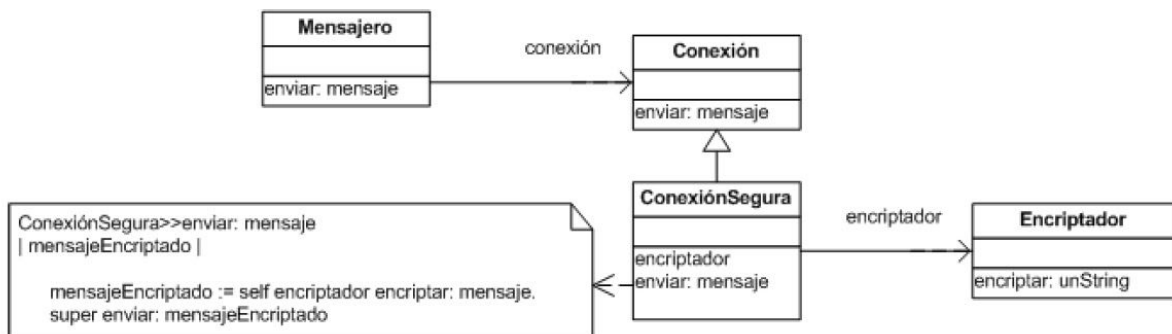 Mensajero
enviar: mensaje
conexión
Conexión
enviar: mensaje
ConexiónSegura
encriptador
enviar: mensaje
encriptador
Encriptador
encriptar: unString
ConexiónSegura>>enviar: mensaje
| mensajeEncriptado |
mensajeEncriptado := self encriptador encriptar: mensaje.
super enviar: mensajeEncriptado